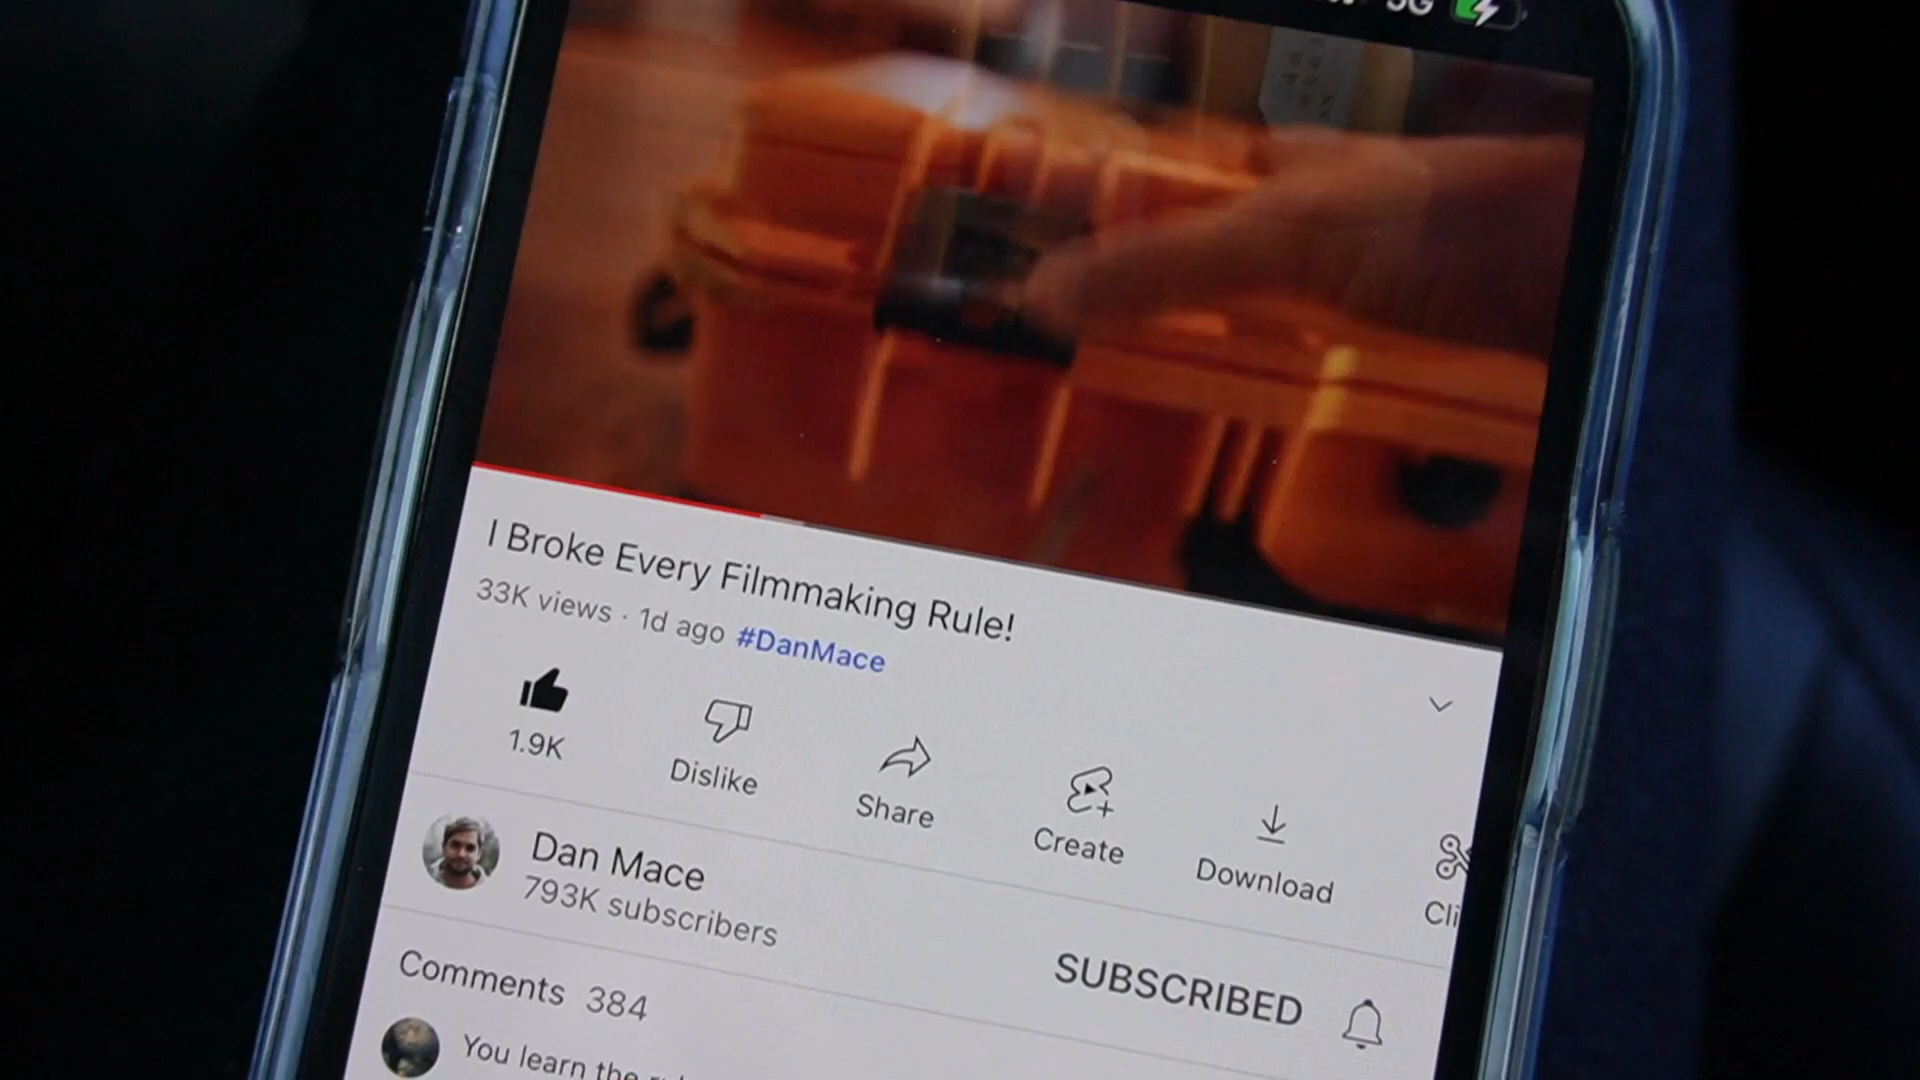 5G
I Broke Every Filmmaking Rule!
33K views · 1d ago #DanMace
1.9K
Dislike
Share
Create
Download
Cli
Dan Mace
793K subscribers
SUBSCRIBED
Comments 384
You learn the